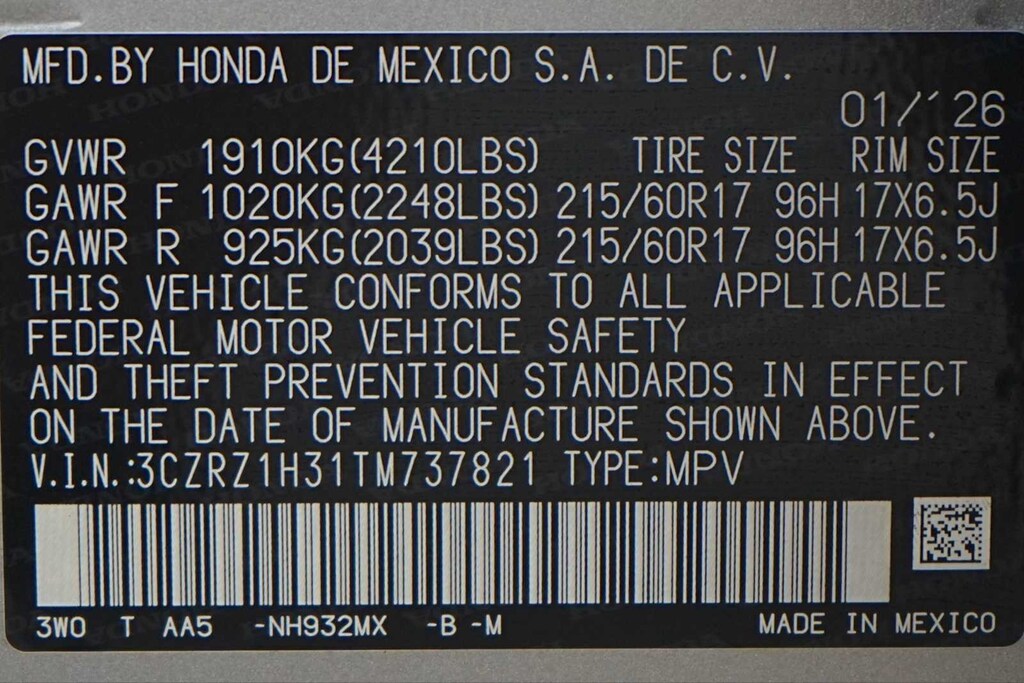 MFD.BY HONDA DE MEXICO S.A. DE C.V.
01/'26
GVWR 1910KG(4210LBS) TIRE SIZE RIM SIZE
GAWR F 1020KG(2248LBS) 215/60R17 96H 17X6.5J
GAWR R 925KG(2039LBS) 215/60R17 96H 17X6.5J
THIS VEHICLE CONFORMS TO ALL APPLICABLE
FEDERAL MOTOR VEHICLE SAFETY
AND THEFT PREVENTION STANDARDS IN EFFECT
ON THE DATE OF MANUFACTURE SHOWN ABOVE.
V.I.N.:3CZRZ1H31TM737821 TYPE:MPV
3W0 T AA5 -NH932MX -B -M MADE IN MEXICO